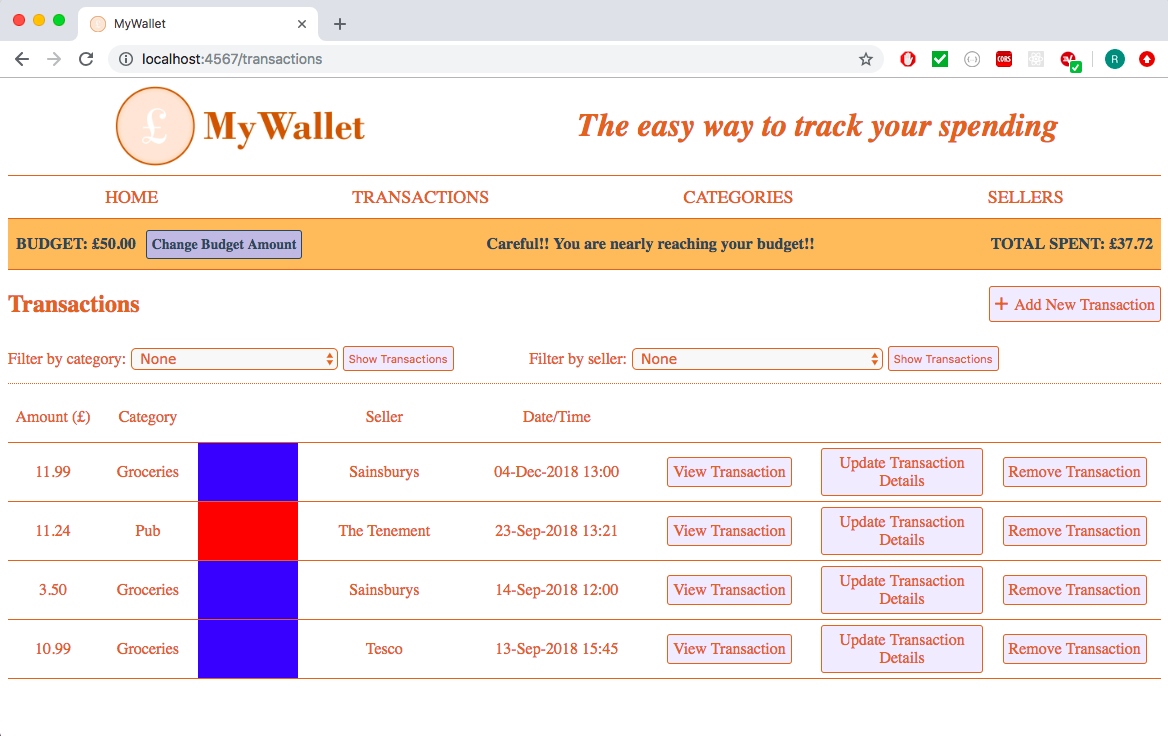 MyWallet
localhost:4567/transactions
CORS
R
£ MyWallet
The easy way to track your spending
HOME TRANSACTIONS CATEGORIES SELLERS
BUDGET: £50.00 Change Budget Amount Careful!! You are nearly reaching your budget!! TOTAL SPENT: £37.72
Transactions
+ Add New Transaction
Filter by category: None Show Transactions Filter by seller: None Show Transactions
Amount (£) Category Seller Date/Time
11.99 Groceries Sainsburys 04-Dec-2018 13:00 View Transaction Update Transaction Details Remove Transaction
11.24 Pub The Tenement 23-Sep-2018 13:21 View Transaction Update Transaction Details Remove Transaction
3.50 Groceries Sainsburys 14-Sep-2018 12:00 View Transaction Update Transaction Details Remove Transaction
10.99 Groceries Tesco 13-Sep-2018 15:45 View Transaction Update Transaction Details Remove Transaction